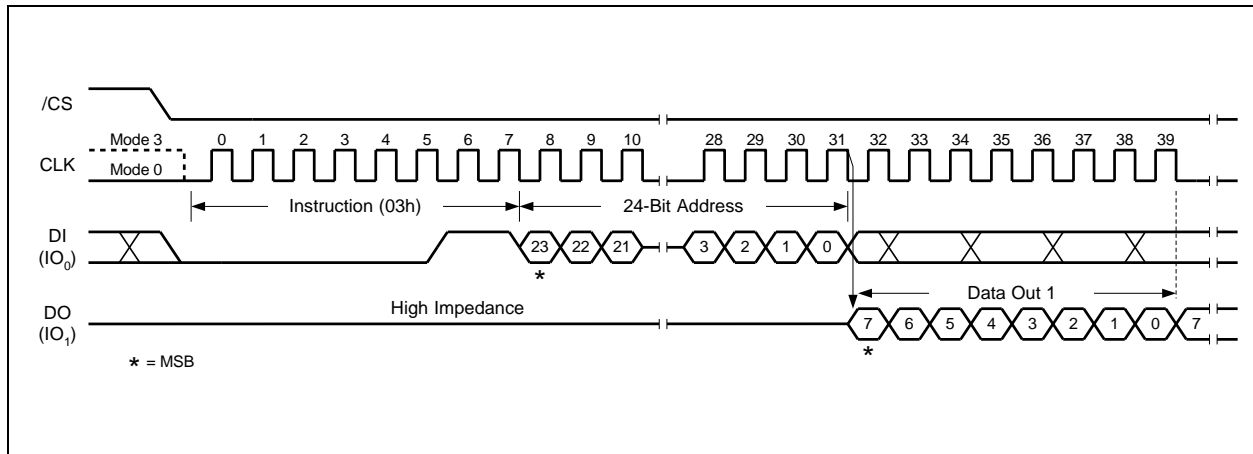 /CS
Mode 3
0 1 2 3 4 5 6 7 8 9 10 28 29 30 31 32 33 34 35 36 37 38 39
CLK
Mode 0
Instruction (03h) 24-Bit Address
DI
(IO0)
23 22 21 3 2 1 0
*
Data Out 1
High Impedance
DO
(IO1)
7 6 5 4 3 2 1 0 7
*
* = MSB